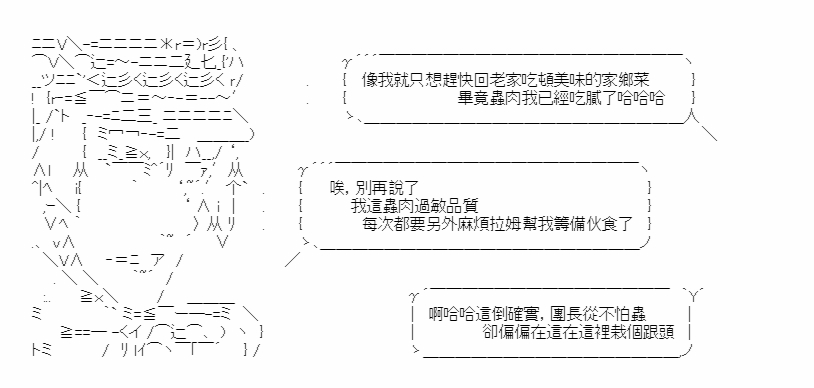 像我就只想趕快回老家吃頓美味的家鄉菜
畢竟蟲肉我已經吃膩了哈哈哈
唉，別再說了
我這蟲肉過敏品質
每次都要另外麻煩拉姆幫我籌備伙食了
啊哈哈這倒確實，團長從不怕蟲
卻偏偏在這在這裡栽個跟頭